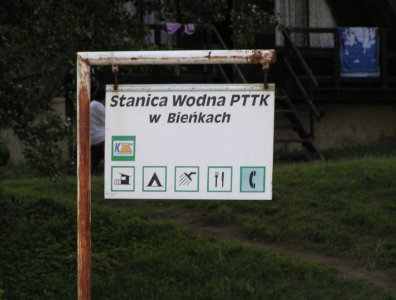 Stanica Wodna PTTK
w Bieńkach